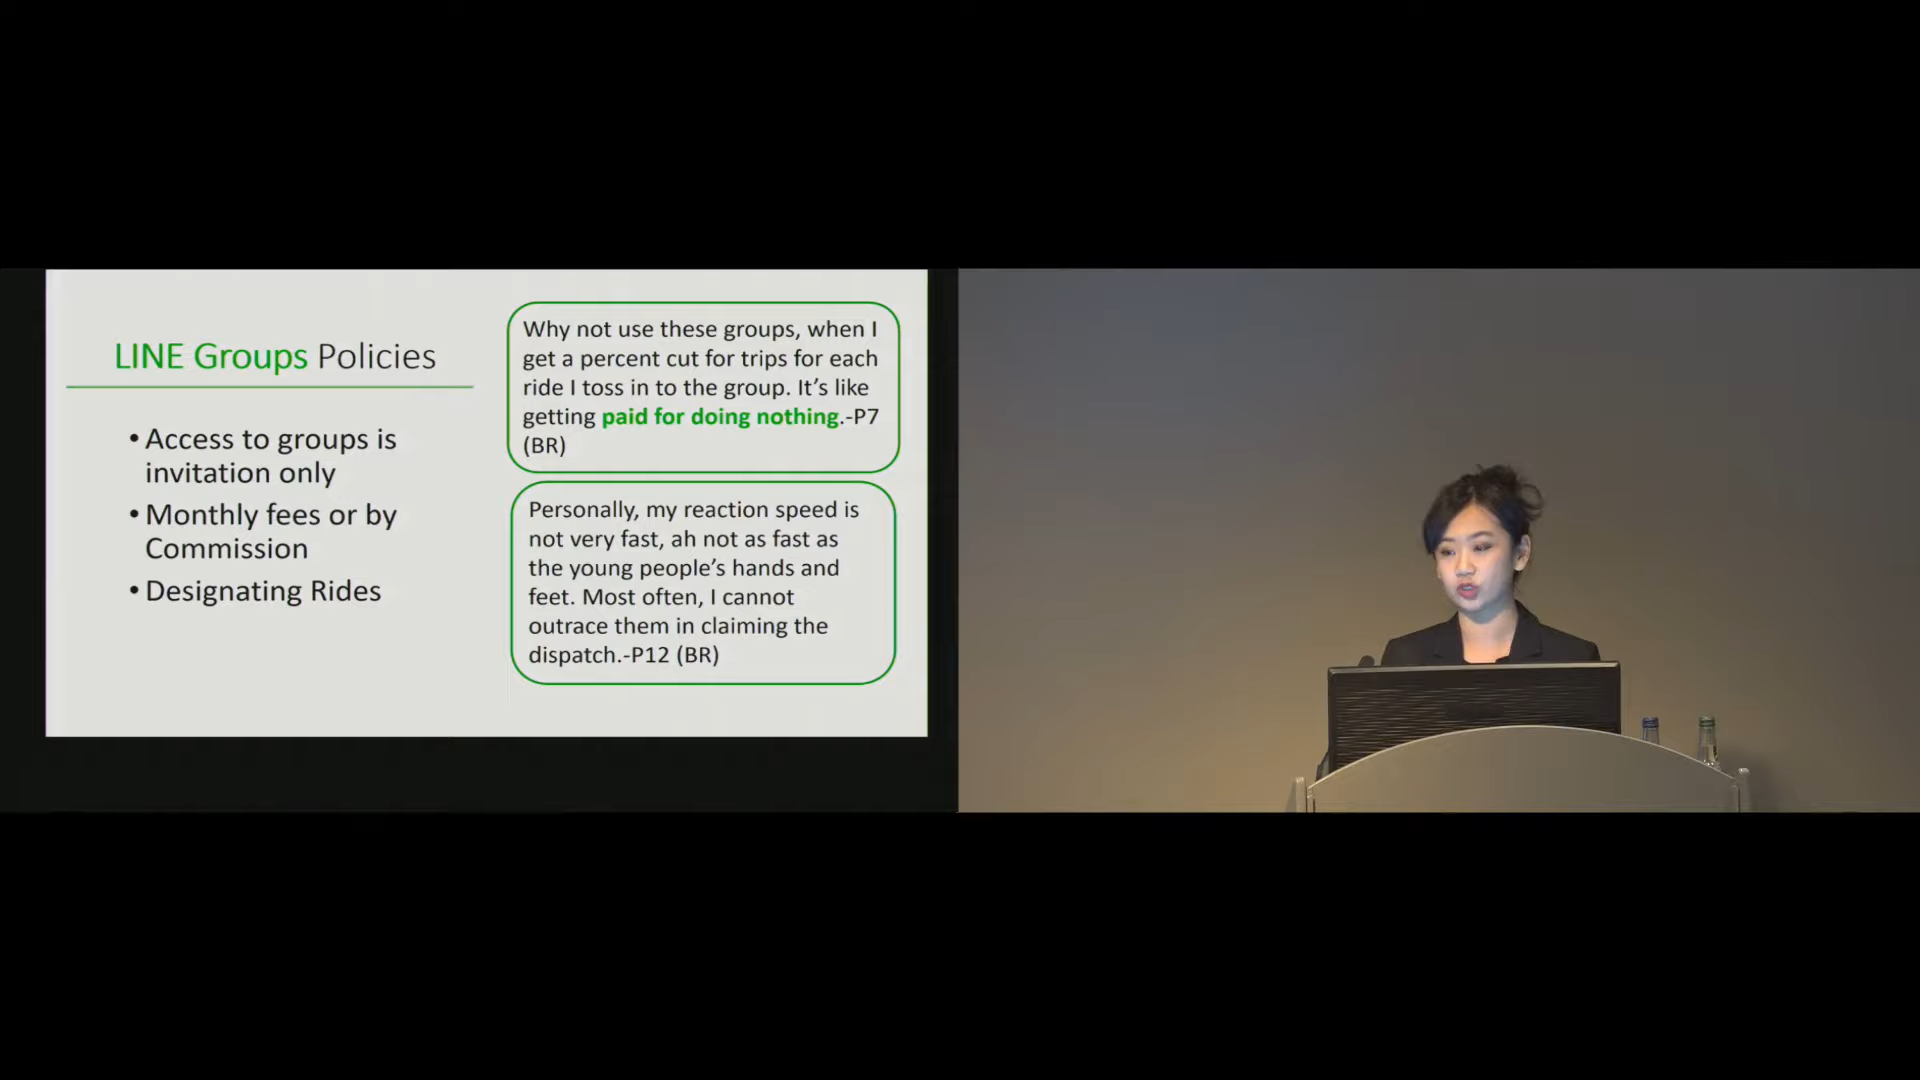 LINE Groups Policies
• Access to groups is
invitation only
• Monthly fees or by
Commission
• Designating Rides
Why not use these groups, when I
get a percent cut for trips for each
ride I toss in to the group. It’s like
getting paid for doing nothing.-P7
(BR)
Personally, my reaction speed is
not very fast, ah not as fast as
the young people’s hands and
feet. Most often, I cannot
outrace them in claiming the
dispatch.-P12 (BR)